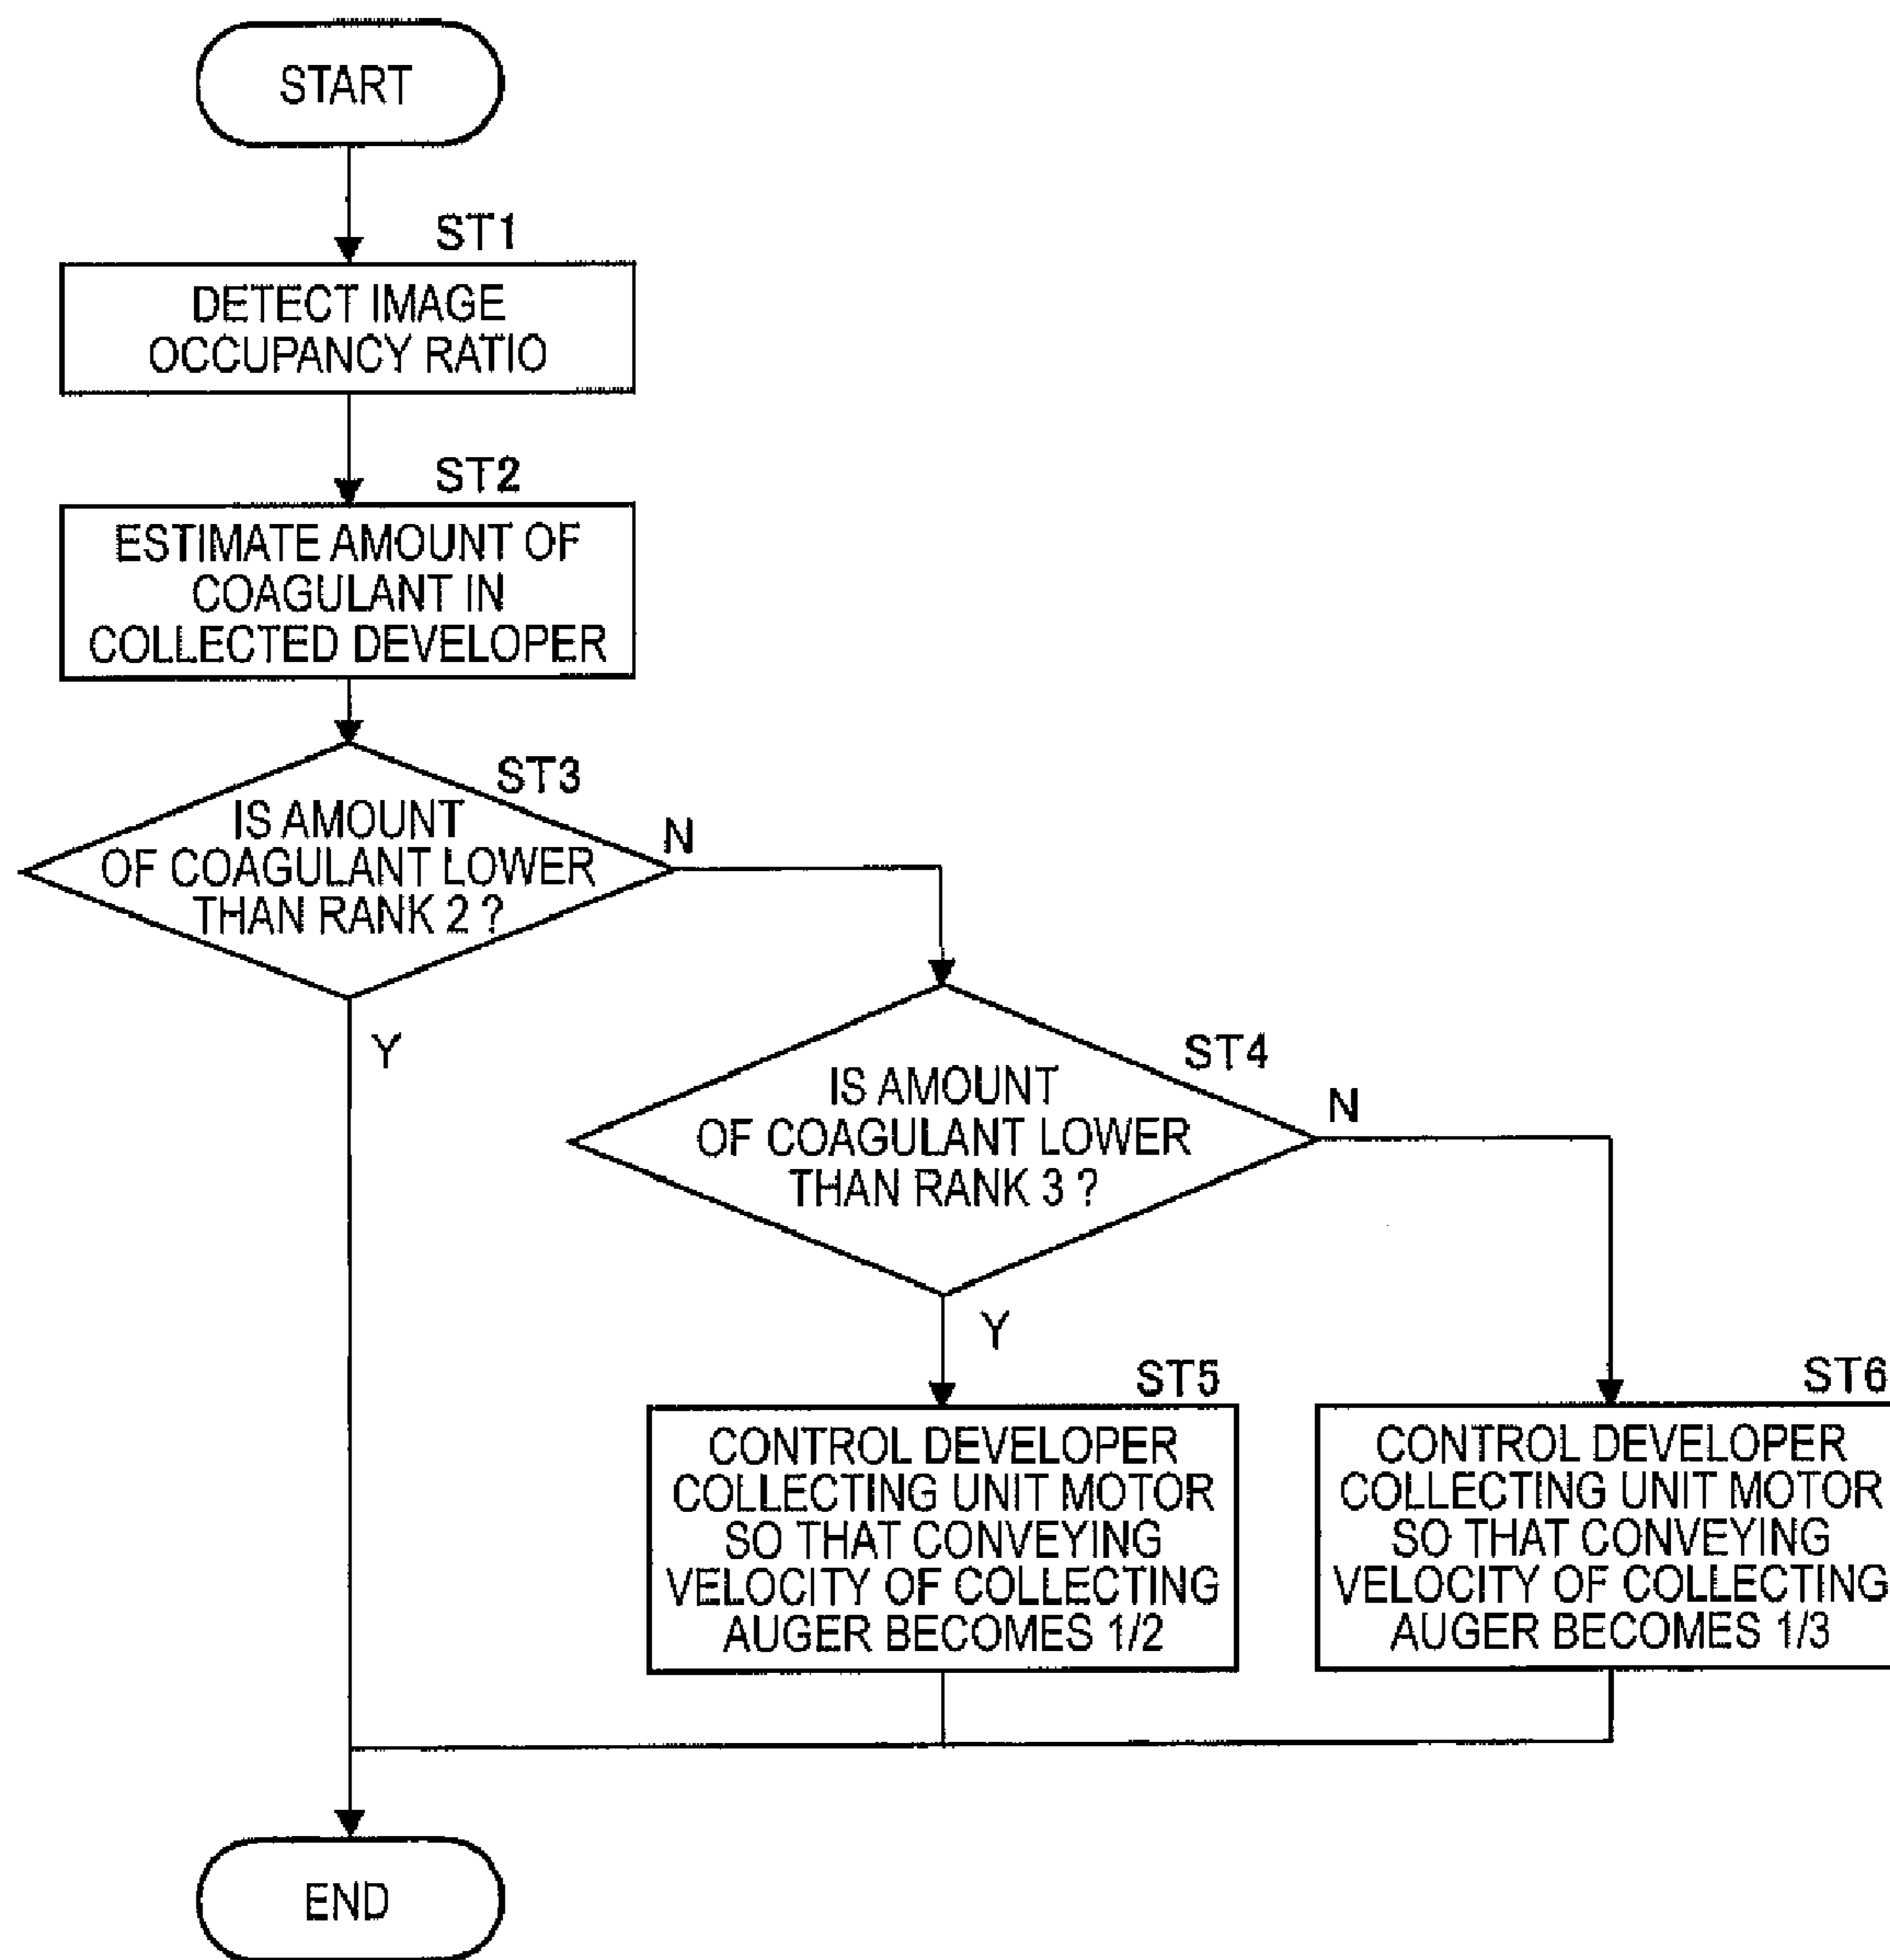 START
ST1
DETECT IMAGE
OCCUPANCY RATIO
ST2
ESTIMATE AMOUNT OF
COAGULANT IN
COLLECTED DEVELOPER
ST3
IS AMOUNT
OF COAGULANT LOWER
THAN RANK 2 ?
N
Y
ST4
IS AMOUNT
OF COAGULANT LOWER
THAN RANK 3 ?
N
Y
ST5
CONTROL DEVELOPER
COLLECTING UNIT MOTOR
SO THAT CONVEYING
VELOCITY OF COLLECTING
AUGER BECOMES 1/2
ST6
CONTROL DEVELOPER
COLLECTING UNIT MOTOR
SO THAT CONVEYING
VELOCITY OF COLLECTING
AUGER BECOMES 1/3
END